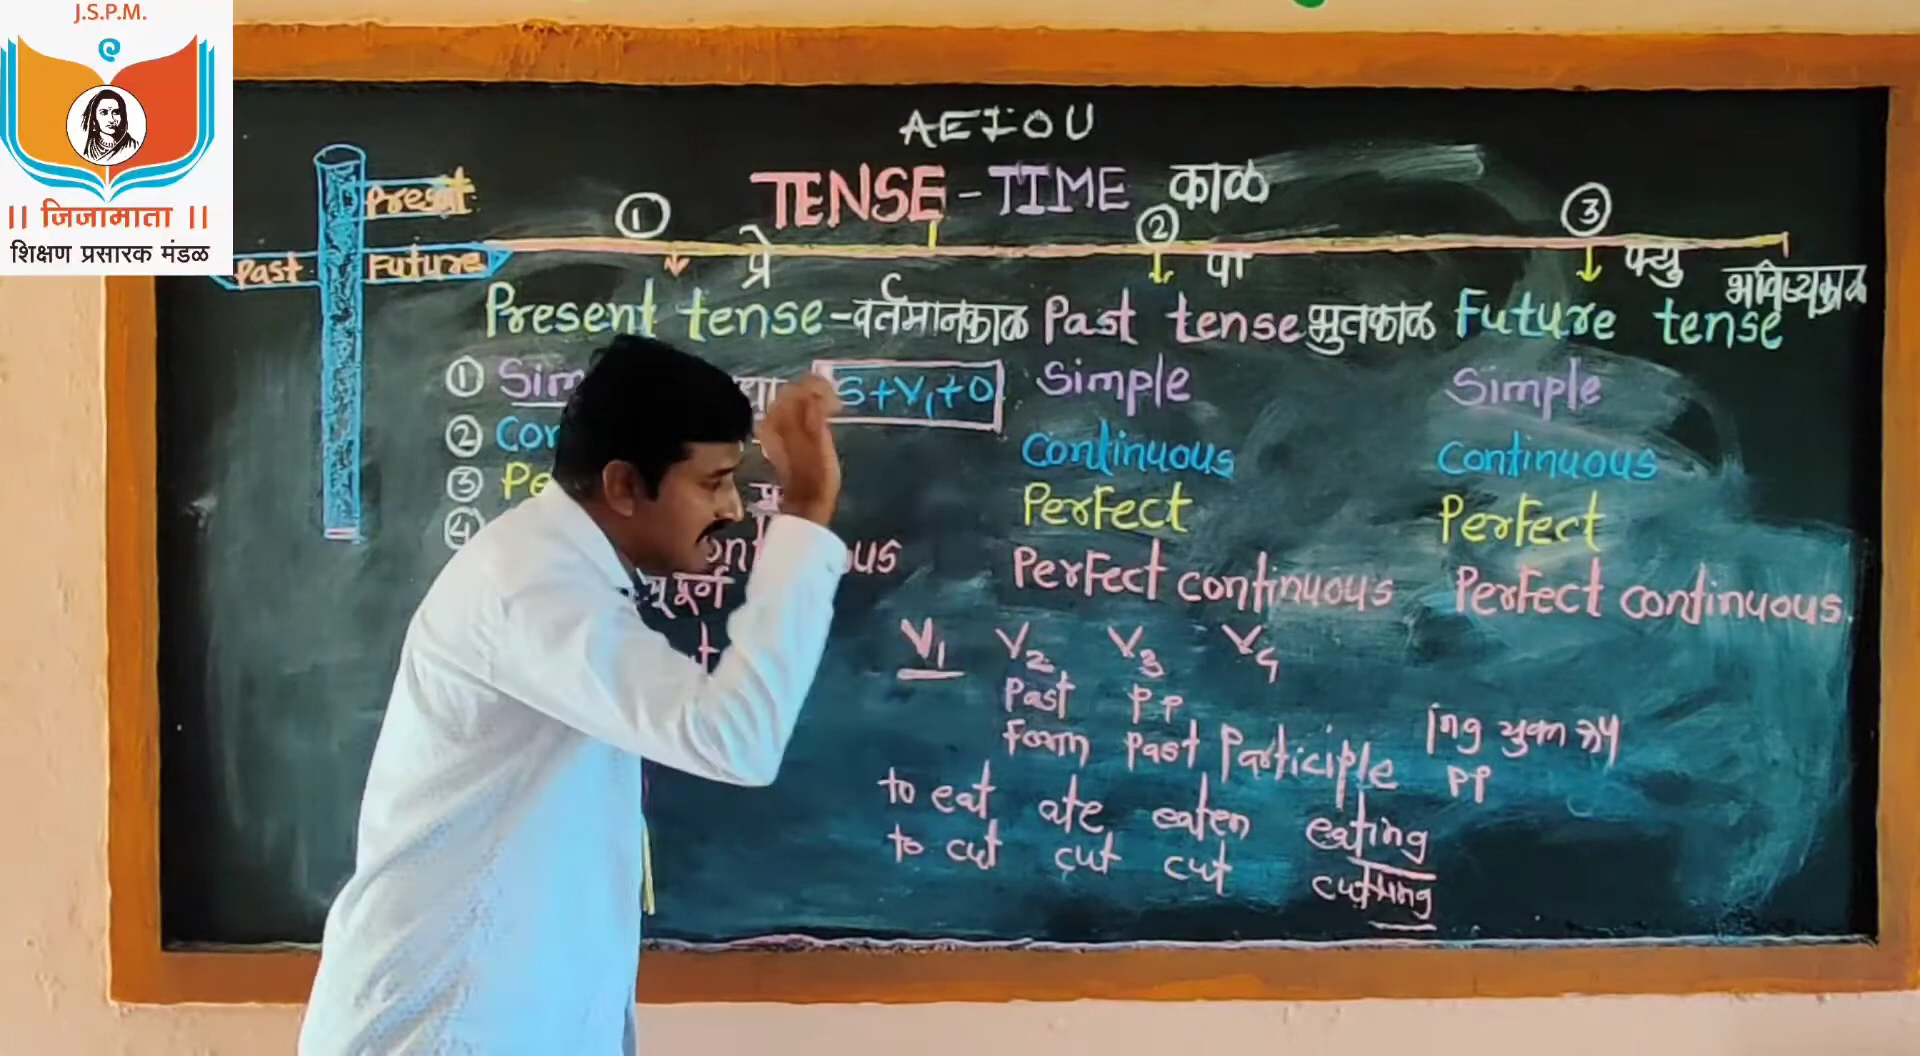 J.S.P.M.
|| जिजामाता ||
शिक्षण प्रसारक मंडळ
AEIOU
TENSE - TIME काळ
Present
Past Future
① ② ③
प्रे पा फ्यु
Present tense - वर्तमानकाळ Past tense भुतकाळ Future tense भविष्यकाळ
① Sim S+V₁+O Simple Simple
② Con Continuous Continuous
③ Pe Perfect Perfect
④ ous Perfect continuous Perfect continuous
पूर्ण
V₁ V₂ V₃ V₄
Past PP
Form Past Participle ing युक्त रूप
PP
to eat ate eaten eating
to cut cut cut cutting